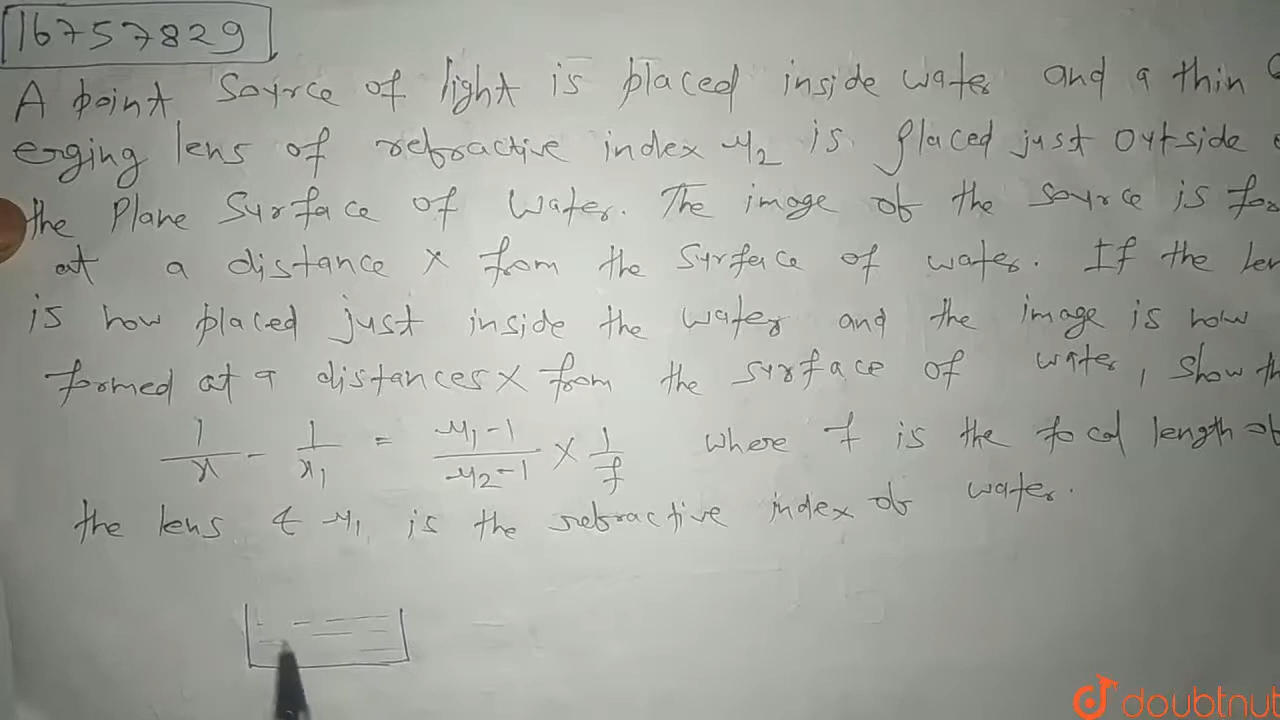 16757829
A point Source of light is placed inside water and a thin C
erging lens of refractive index μ2 is placed just outside o
the Plane Surface of water. The image of the source is for
at a distance x from the surface of water. If the len
is now placed just inside the water and the image is now
formed at a distances x from the surface of water, show th
1/x - 1/x1 = μ1-1/μ2-1 × 1/f where f is the focal length of
the lens & μ1 is the refractive index of water.
doubtnut